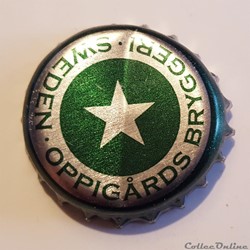 OPPIGÅRDS BRYGGERI · SWEDEN ·
CollecOnline